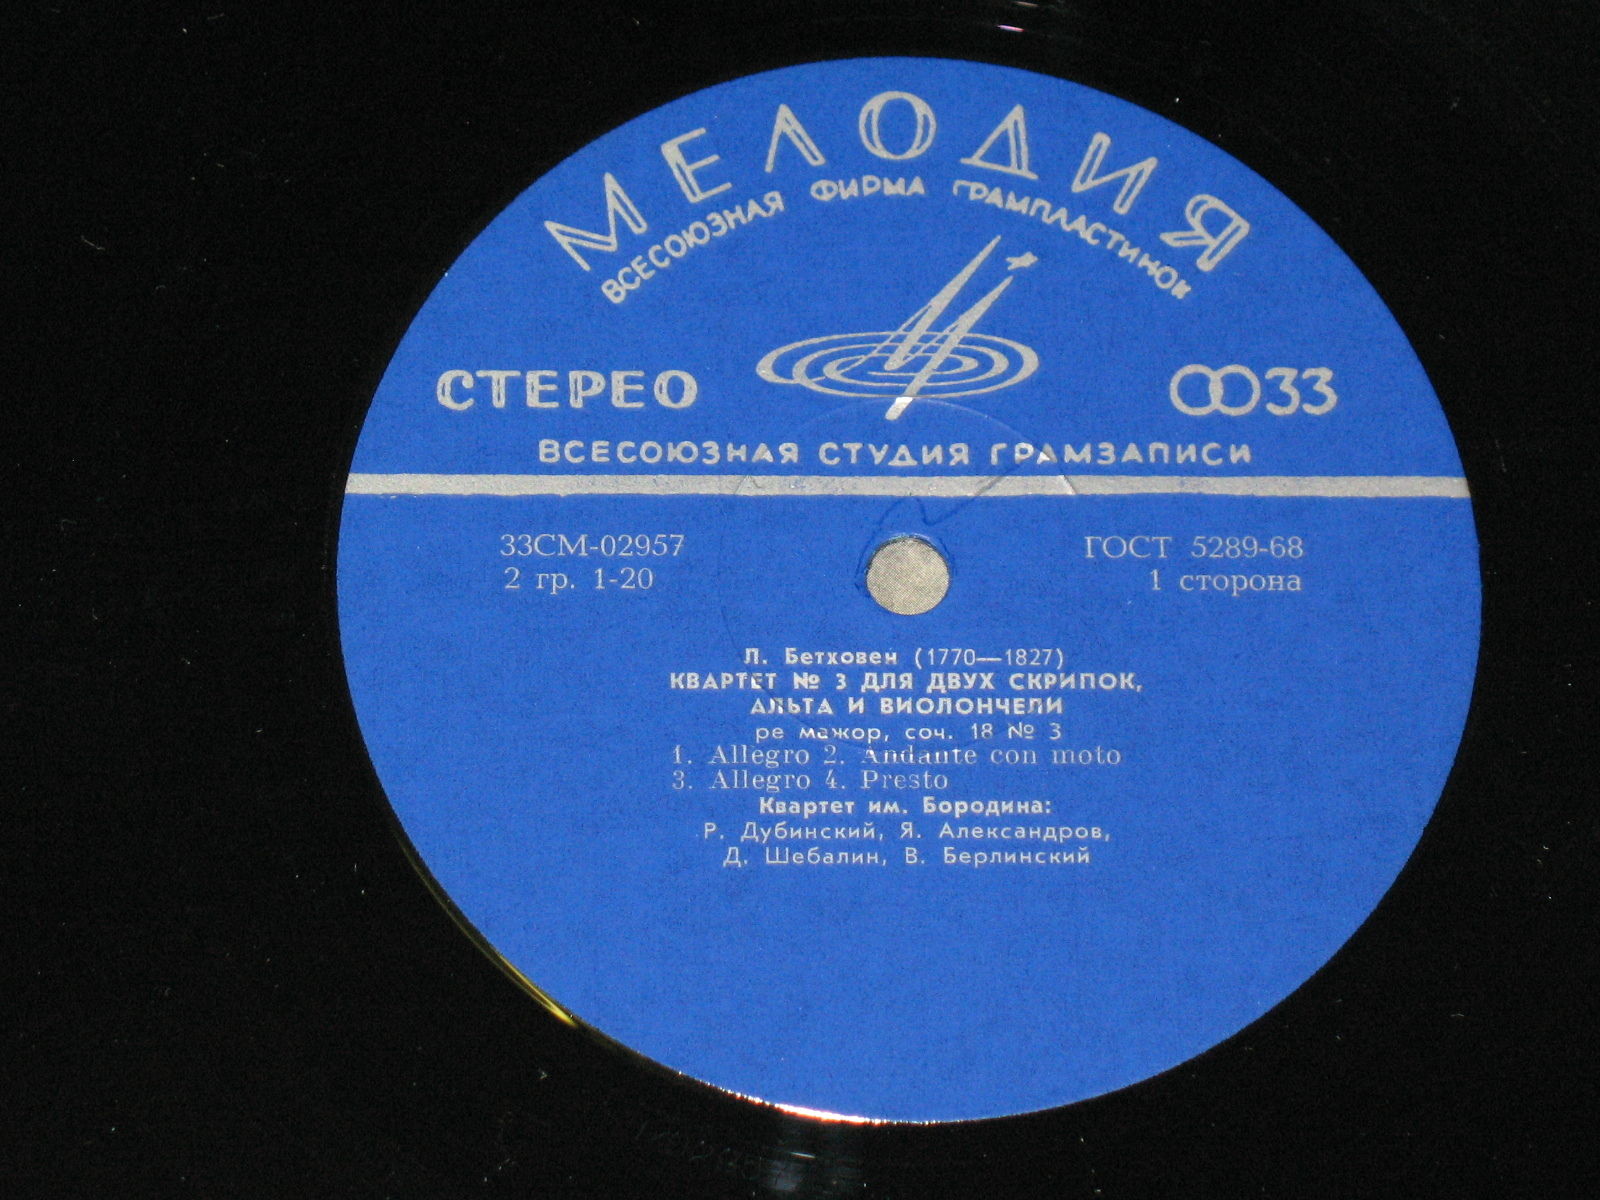 МЕЛОДИЯ
ВСЕСОЮЗНАЯ ФИРМА ГРАМПЛАСТИНОК
СТЕРЕО
33
ВСЕСОЮЗНАЯ СТУДИЯ ГРАМЗАПИСИ
33СМ-02957
ГОСТ 5289-68
2 гр. 1-20
1 сторона
Л. Бетховен (1770—1827)
КВАРТЕТ № 3 ДЛЯ ДВУХ СКРИПОК,
АЛЬТА И ВИОЛОНЧЕЛИ
ре мажор, соч. 18 № 3
1. Allegro 2. Andante con moto
3. Allegro 4. Presto
Квартет им. Бородина:
Р. Дубинский, Я. Александров,
Д. Шебалин, В. Берлинский